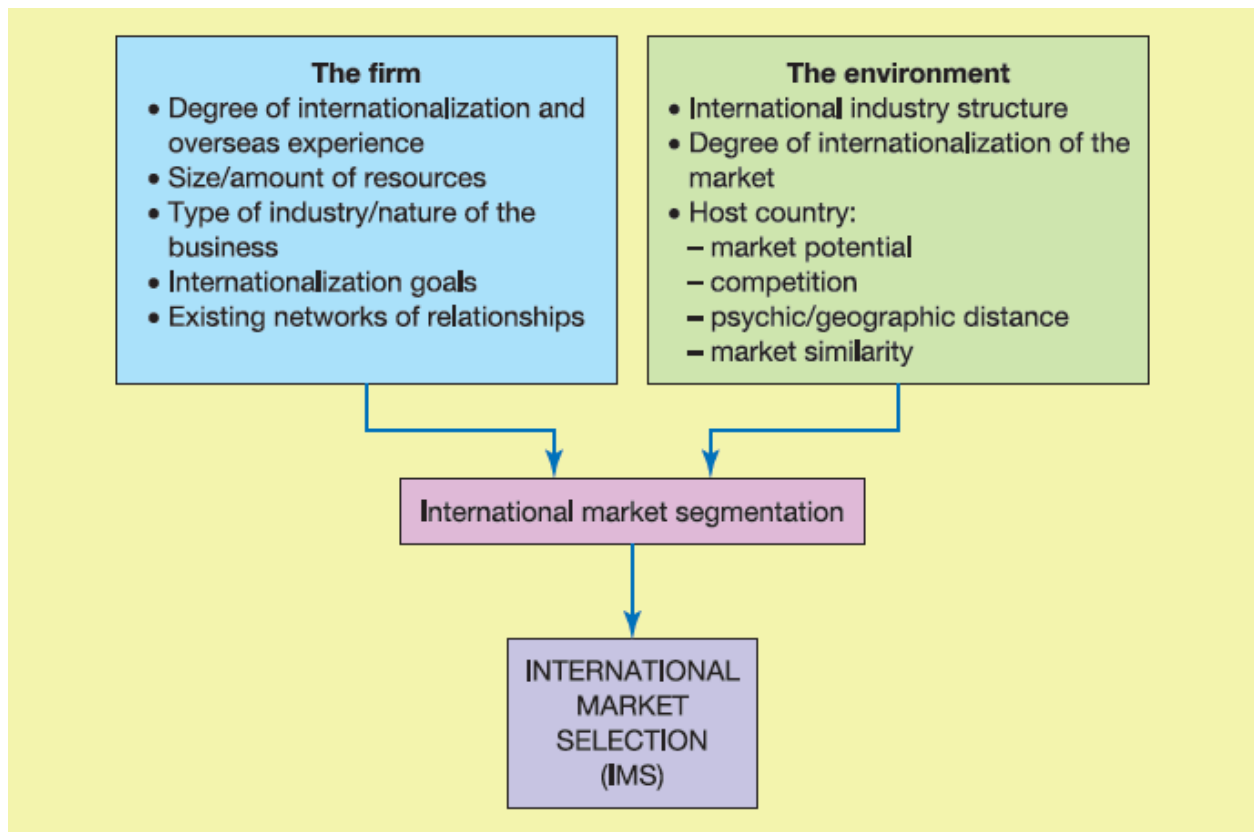 The firm
• Degree of internationalization and
overseas experience
• Size/amount of resources
• Type of industry/nature of the
business
• Internationalization goals
• Existing networks of relationships
The environment
• International industry structure
• Degree of internationalization of the
market
• Host country:
– market potential
– competition
– psychic/geographic distance
– market similarity
International market segmentation
INTERNATIONAL
MARKET
SELECTION
(IMS)